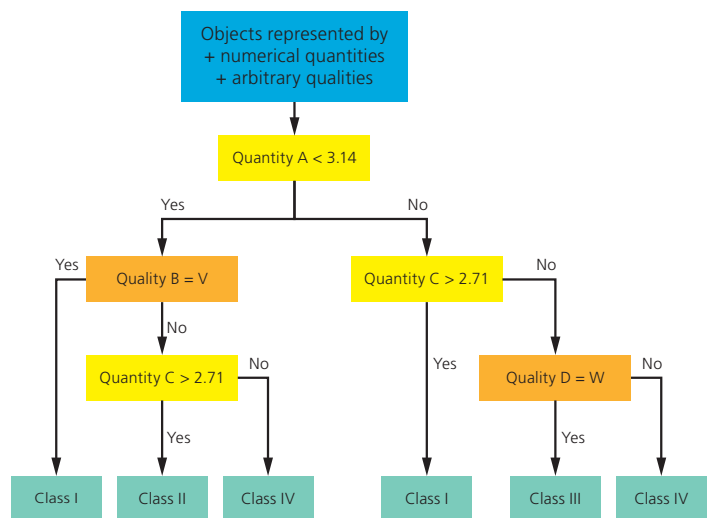 Objects represented by
+ numerical quantities
+ arbitrary qualities
Quantity A < 3.14
Yes
No
Yes
Quality B = V
Quantity C > 2.71
No
No
Quantity C > 2.71
No
Yes
Quality D = W
No
Yes
Yes
Class I
Class II
Class IV
Class I
Class III
Class IV